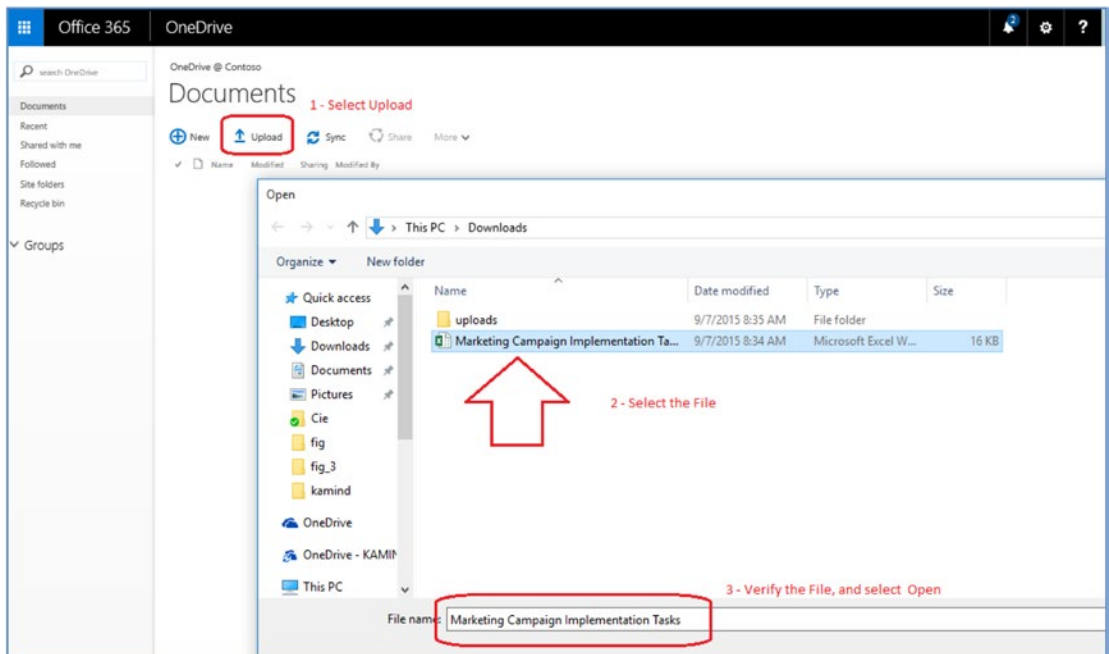 Office 365 OneDrive 2 ?
search OneDrive
OneDrive @ Contoso
Documents
1 - Select Upload
New Upload Sync Share More
Name Modified Sharing Modified By
Documents
Recent
Shared with me
Followed
Site folders
Recycle bin
Groups
Open
This PC > Downloads
Organize New folder
Name Date modified Type Size
Quick access
Desktop
Downloads
Documents
Pictures
Cie
fig
fig_3
kamind
OneDrive
OneDrive - KAMIN
This PC
uploads 9/7/2015 8:35 AM File folder
Marketing Campaign Implementation Ta... 9/7/2015 8:34 AM Microsoft Excel W... 16 KB
2 - Select the File
3 - Verify the File, and select Open
File name: Marketing Campaign Implementation Tasks